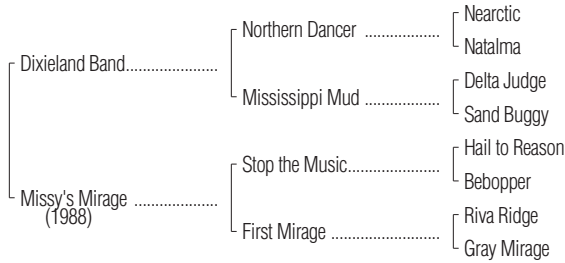 Nearctic
Northern Dancer ..................
Natalma
Dixieland Band......................
Delta Judge
Mississippi Mud ...............
Sand Buggy
Hail to Reason
Stop the Music.....................
Bebopper
Missy's Mirage ....................
(1988)
Riva Ridge
First Mirage .........................
Gray Mirage